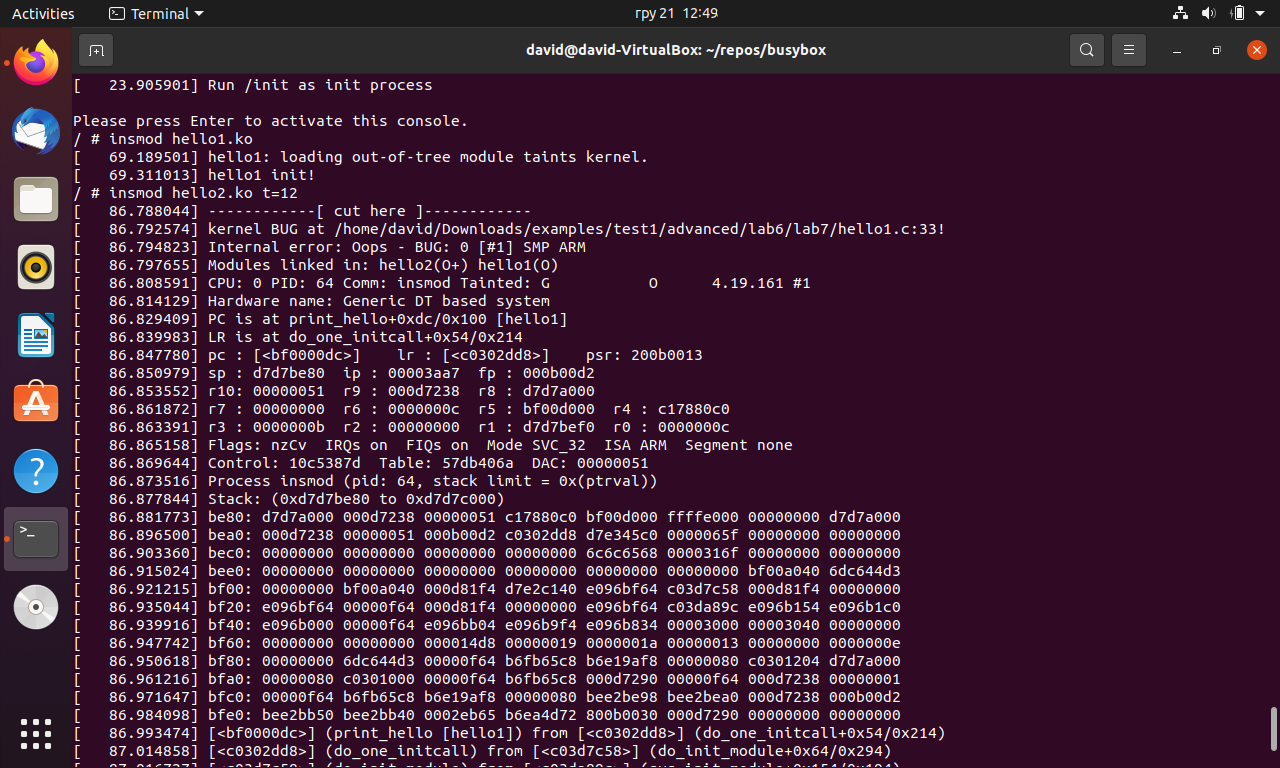 Activities Terminal гру 21 12:49
david@david-VirtualBox: ~/repos/busybox
[   23.905901] Run /init as init process
Please press Enter to activate this console.
/ # insmod hello1.ko
[   69.189501] hello1: loading out-of-tree module taints kernel.
[   69.311013] hello1 init!
/ # insmod hello2.ko t=12
[   86.788044] ------------[ cut here ]------------
[   86.792574] kernel BUG at /home/david/Downloads/examples/test1/advanced/lab6/lab7/hello1.c:33!
[   86.794823] Internal error: Oops - BUG: 0 [#1] SMP ARM
[   86.797655] Modules linked in: hello2(O+) hello1(O)
[   86.808591] CPU: 0 PID: 64 Comm: insmod Tainted: G           O      4.19.161 #1
[   86.814129] Hardware name: Generic DT based system
[   86.829409] PC is at print_hello+0xdc/0x100 [hello1]
[   86.839983] LR is at do_one_initcall+0x54/0x214
[   86.847780] pc : [<bf0000dc>]    lr : [<c0302dd8>]    psr: 200b0013
[   86.850979] sp : d7d7be80  ip : 00003aa7  fp : 000b00d2
[   86.853552] r10: 00000051  r9 : 000d7238  r8 : d7d7a000
[   86.861872] r7 : 00000000  r6 : 0000000c  r5 : bf00d000  r4 : c17880c0
[   86.863391] r3 : 0000000b  r2 : 00000000  r1 : d7d7bef0  r0 : 0000000c
[   86.865158] Flags: nzCv  IRQs on  FIQs on  Mode SVC_32  ISA ARM  Segment none
[   86.869644] Control: 10c5387d  Table: 57db406a  DAC: 00000051
[   86.873516] Process insmod (pid: 64, stack limit = 0x(ptrval))
[   86.877844] Stack: (0xd7d7be80 to 0xd7d7c000)
[   86.881773] be80: d7d7a000 000d7238 00000051 c17880c0 bf00d000 ffffe000 00000000 d7d7a000
[   86.896500] bea0: 000d7238 00000051 000b00d2 c0302dd8 d7e345c0 0000065f 00000000 00000000
[   86.903360] bec0: 00000000 00000000 00000000 00000000 6c6c6568 0000316f 00000000 00000000
[   86.915024] bee0: 00000000 00000000 00000000 00000000 00000000 00000000 bf00a040 6dc644d3
[   86.921215] bf00: 00000000 bf00a040 000d81f4 d7e2c140 e096bf64 c03d7c58 000d81f4 00000000
[   86.935044] bf20: e096bf64 00000f64 000d81f4 00000000 e096bf64 c03da89c e096b154 e096b1c0
[   86.939916] bf40: e096b000 00000f64 e096bb04 e096b9f4 e096b834 00003000 00003040 00000000
[   86.947742] bf60: 00000000 00000000 000014d8 00000019 0000001a 00000013 00000000 0000000e
[   86.950618] bf80: 00000000 6dc644d3 00000f64 b6fb65c8 b6e19af8 00000080 c0301204 d7d7a000
[   86.961216] bfa0: 00000080 c0301000 00000f64 b6fb65c8 000d7290 00000f64 000d7238 00000001
[   86.971647] bfc0: 00000f64 b6fb65c8 b6e19af8 00000080 bee2be98 bee2bea0 000d7238 000b00d2
[   86.984098] bfe0: bee2bb50 bee2bb40 0002eb65 b6ea4d72 800b0030 000d7290 00000000 00000000
[   86.993474] [<bf0000dc>] (print_hello [hello1]) from [<c0302dd8>] (do_one_initcall+0x54/0x214)
[   87.014858] [<c0302dd8>] (do_one_initcall) from [<c03d7c58>] (do_init_module+0x64/0x294)